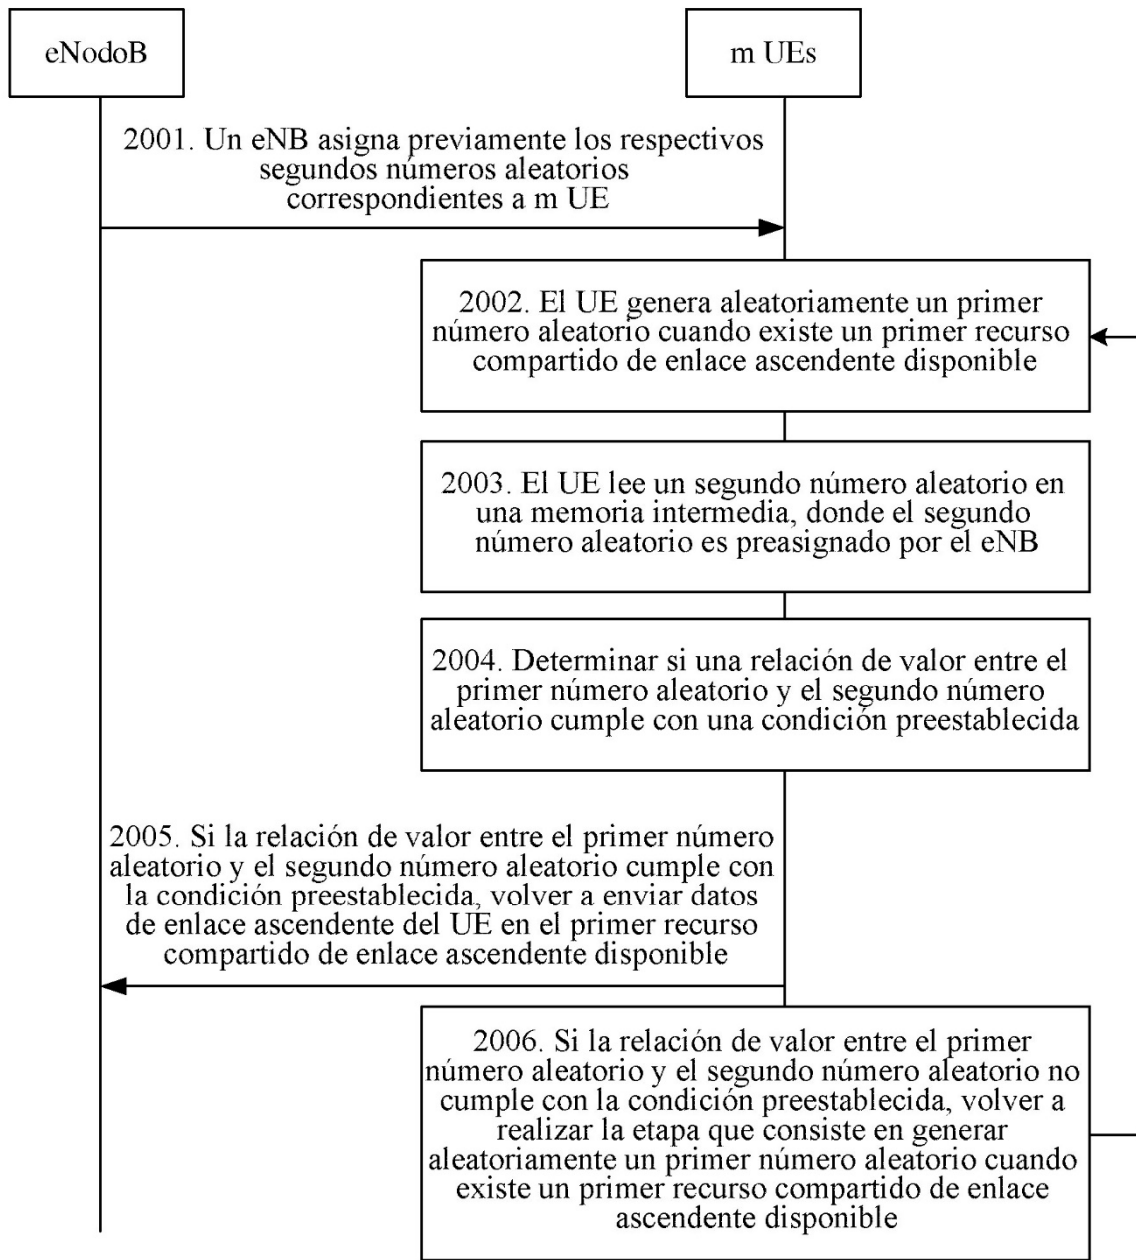 eNodoB
m UEs
2001. Un eNB asigna previamente los respectivos
segundos números aleatorios
correspondientes a m UE
2002. El UE genera aleatoriamente un primer
número aleatorio cuando existe un primer recurso
compartido de enlace ascendente disponible
2003. El UE lee un segundo número aleatorio en
una memoria intermedia, donde el segundo
número aleatorio es preasignado por el eNB
2004. Determinar si una relación de valor entre el
primer número aleatorio y el segundo número
aleatorio cumple con una condición preestablecida
2005. Si la relación de valor entre el primer número
aleatorio y el segundo número aleatorio cumple con
la condición preestablecida, volver a enviar datos
de enlace ascendente del UE en el primer recurso
compartido de enlace ascendente disponible
2006. Si la relación de valor entre el primer
número aleatorio y el segundo número aleatorio no
cumple con la condición preestablecida, volver a
realizar la etapa que consiste en generar
aleatoriamente un primer número aleatorio cuando
existe un primer recurso compartido de enlace
ascendente disponible